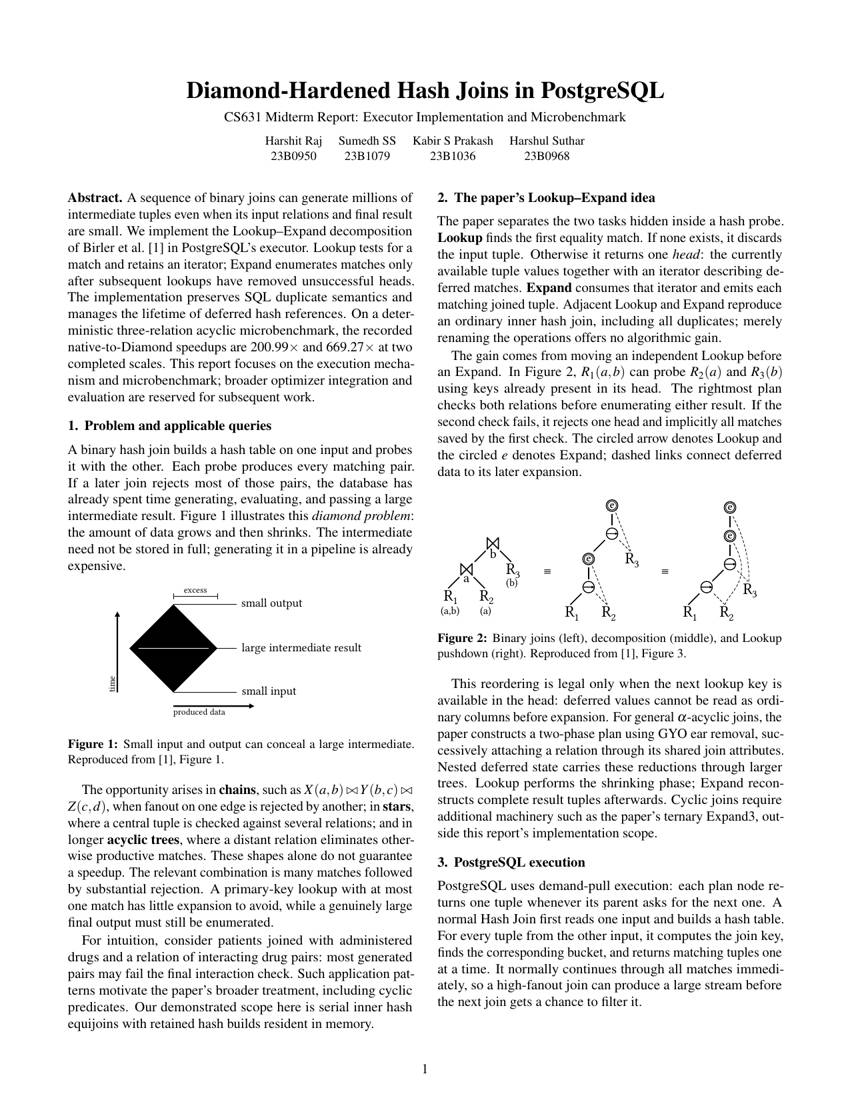 Diamond-Hardened Hash Joins in PostgreSQL
CS631 Midterm Report: Executor Implementation and Microbenchmark
Harshit Raj Sumedh SS Kabir S Prakash Harshul Suthar
23B0950 23B1079 23B1036 23B0968
Abstract. A sequence of binary joins can generate millions of
intermediate tuples even when its input relations and final result
are small. We implement the Lookup–Expand decomposition
of Birler et al. [1] in PostgreSQL's executor. Lookup tests for a
match and retains an iterator; Expand enumerates matches only
after subsequent lookups have removed unsuccessful heads.
The implementation preserves SQL duplicate semantics and
manages the lifetime of deferred hash references. On a deter-
ministic three-relation acyclic microbenchmark, the recorded
native-to-Diamond speedups are 200.99× and 669.27× at two
completed scales. This report focuses on the execution mecha-
nism and microbenchmark; broader optimizer integration and
evaluation are reserved for subsequent work.
1. Problem and applicable queries
A binary hash join builds a hash table on one input and probes
it with the other. Each probe produces every matching pair.
If a later join rejects most of those pairs, the database has
already spent time generating, evaluating, and passing a large
intermediate result. Figure 1 illustrates this diamond problem:
the amount of data grows and then shrinks. The intermediate
need not be stored in full; generating it in a pipeline is already
expensive.
excess
small output
large intermediate result
time
small input
produced data
Figure 1: Small input and output can conceal a large intermediate.
Reproduced from [1], Figure 1.
The opportunity arises in chains, such as X(a,b)⋈Y(b,c)⋈
Z(c,d), when fanout on one edge is rejected by another; in stars,
where a central tuple is checked against several relations; and in
longer acyclic trees, where a distant relation eliminates other-
wise productive matches. These shapes alone do not guarantee
a speedup. The relevant combination is many matches followed
by substantial rejection. A primary-key lookup with at most
one match has little expansion to avoid, while a genuinely large
final output must still be enumerated.
For intuition, consider patients joined with administered
drugs and a relation of interacting drug pairs: most generated
pairs may fail the final interaction check. Such application pat-
terns motivate the paper's broader treatment, including cyclic
predicates. Our demonstrated scope here is serial inner hash
equijoins with retained hash builds resident in memory.
2. The paper's Lookup–Expand idea
The paper separates the two tasks hidden inside a hash probe.
Lookup finds the first equality match. If none exists, it discards
the input tuple. Otherwise it returns one head: the currently
available tuple values together with an iterator describing de-
ferred matches. Expand consumes that iterator and emits each
matching joined tuple. Adjacent Lookup and Expand reproduce
an ordinary inner hash join, including all duplicates; merely
renaming the operations offers no algorithmic gain.
The gain comes from moving an independent Lookup before
an Expand. In Figure 2, R₁(a,b) can probe R₂(a) and R₃(b)
using keys already present in its head. The rightmost plan
checks both relations before enumerating either result. If the
second check fails, it rejects one head and implicitly all matches
saved by the first check. The circled arrow denotes Lookup and
the circled e denotes Expand; dashed links connect deferred
data to its later expansion.
⋈ b
⋈ a R₃ (b)
R₁ (a,b) R₂ (a)
≡
e
R₃
e
R₁ R₂
≡
e
e
R₃
R₁ R₂
Figure 2: Binary joins (left), decomposition (middle), and Lookup
pushdown (right). Reproduced from [1], Figure 3.
This reordering is legal only when the next lookup key is
available in the head: deferred values cannot be read as ordi-
nary columns before expansion. For general α-acyclic joins, the
paper constructs a two-phase plan using GYO ear removal, suc-
cessively attaching a relation through its shared join attributes.
Nested deferred state carries these reductions through larger
trees. Lookup performs the shrinking phase; Expand recon-
structs complete result tuples afterwards. Cyclic joins require
additional machinery such as the paper's ternary Expand3, out-
side this report's implementation scope.
3. PostgreSQL execution
PostgreSQL uses demand-pull execution: each plan node re-
turns one tuple whenever its parent asks for the next one. A
normal Hash Join first reads one input and builds a hash table.
For every tuple from the other input, it computes the join key,
finds the corresponding bucket, and returns matching tuples one
at a time. It normally continues through all matches immedi-
ately, so a high-fanout join can produce a large stream before
the next join gets a chance to filter it.
1